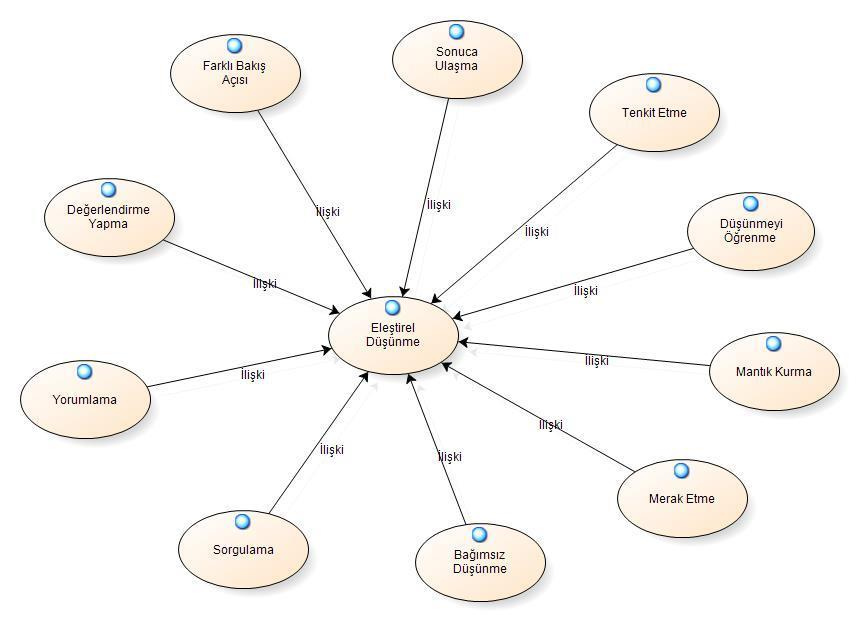 Sonuca
Ulaşma
Farklı Bakış
Açısı
Tenkit Etme
Değerlendirme
Yapma
İlişki
İlişki
Düşünmeyi
Öğrenme
İlişki
İlişki
İlişki
Eleştirel
Düşünme
İlişki
Mantık Kurma
İlişki
Yorumlama
İlişki
İlişki
İlişki
Merak Etme
Sorgulama
Bağımsız
Düşünme